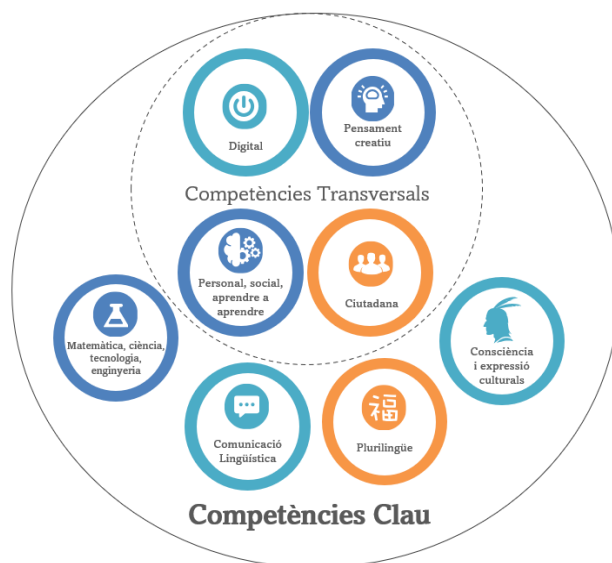 Digital
Pensament
creatiu
Competències Transversals
Personal, social,
aprendre a
aprendre
Ciutadana
Matemàtica, ciència,
tecnologia,
enginyeria
Consciència
i expressió
culturals
Comunicació
Lingüística
福
Plurilingüe
Competències Clau